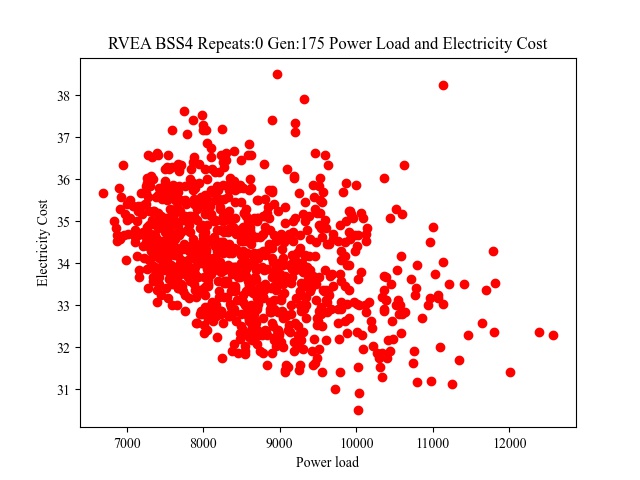 RVEA BSS4 Repeats:0 Gen:175 Power Load and Electricity Cost
38
37
36
35
34
33
32
31
Electricity Cost
7000 8000 9000 10000 11000 12000
Power load